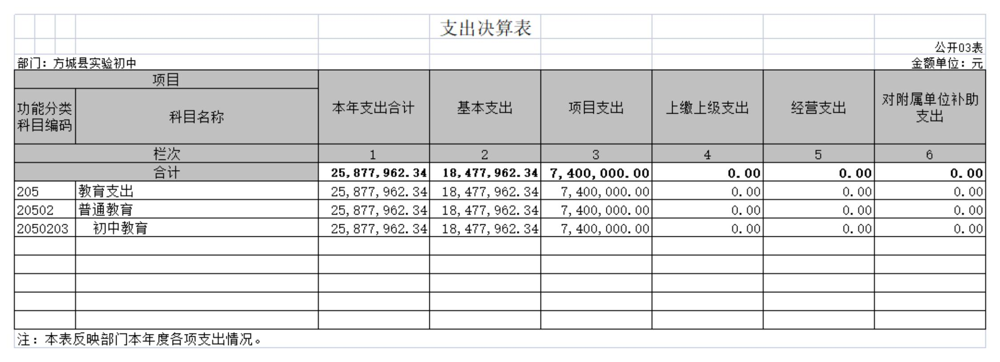 支出决算表
公开03表
部门：方城县实验初中 金额单位：元
项目 本年支出合计 基本支出 项目支出 上缴上级支出 经营支出 对附属单位补助
支出
功能分类
科目编码 科目名称
栏次 1 2 3 4 5 6
合计 25,877,962.34 18,477,962.34 7,400,000.00 0.00 0.00 0.00
205 教育支出 25,877,962.34 18,477,962.34 7,400,000.00 0.00 0.00 0.00
20502 普通教育 25,877,962.34 18,477,962.34 7,400,000.00 0.00 0.00 0.00
2050203 初中教育 25,877,962.34 18,477,962.34 7,400,000.00 0.00 0.00 0.00
注：本表反映部门本年度各项支出情况。